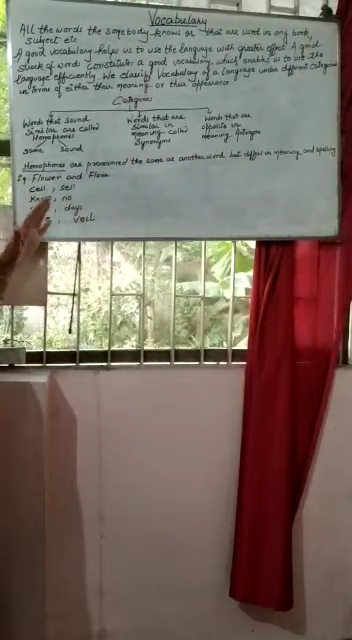 Vocabulary
All the words the somebody knows or that are used in any book,
subject etc
A good vocabulary helps us to use the language with greater effect. A good
stock of words constitutes a good vocabulary, which enables us to use the
language efficiently. We classify vocabulary of a language under different categories
in terms of either their meaning or their appearance
Categories
Words that sound similar are called Homophones
same sound
Words that are similar in meaning called Synonyms
Words that are opposite in meaning Antonyms
Homophones are pronounced the same as another word but differ in meaning and spelling
Eg Flower and Flour
Cell, sell
Know, no
, days
, veil